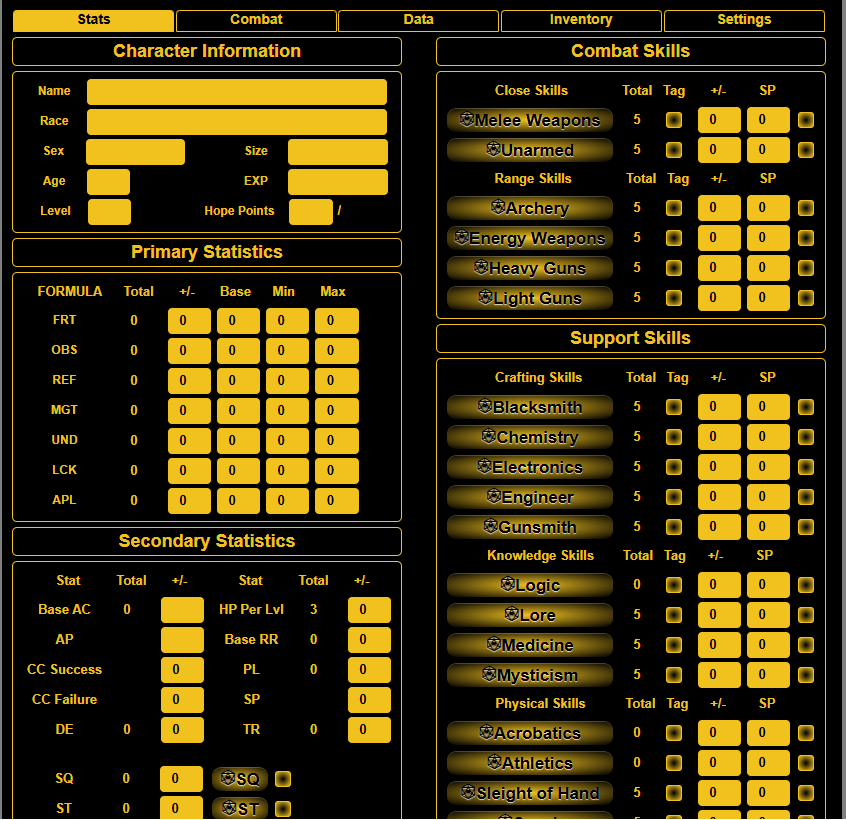 Stats Combat Data Inventory Settings
Character Information
Name
Race
Sex Size
Age EXP
Level Hope Points /
Primary Statistics
FORMULA Total +/- Base Min Max
FRT 0 0 0 0 0
OBS 0 0 0 0 0
REF 0 0 0 0 0
MGT 0 0 0 0 0
UND 0 0 0 0 0
LCK 0 0 0 0 0
APL 0 0 0 0 0
Secondary Statistics
Stat Total +/- Stat Total +/-
Base AC 0 HP Per Lvl 3 0
AP Base RR 0 0
CC Success 0 PL 0 0
CC Failure 0 SP 0
DE 0 0 TR 0 0
SQ 0 0 SQ
ST 0 0 ST
Combat Skills
Close Skills Total Tag +/- SP
Melee Weapons 5 0 0
Unarmed 5 0 0
Range Skills Total Tag +/- SP
Archery 5 0 0
Energy Weapons 5 0 0
Heavy Guns 5 0 0
Light Guns 5 0 0
Support Skills
Crafting Skills Total Tag +/- SP
Blacksmith 5 0 0
Chemistry 5 0 0
Electronics 5 0 0
Engineer 5 0 0
Gunsmith 5 0 0
Knowledge Skills Total Tag +/- SP
Logic 0 0 0
Lore 5 0 0
Medicine 5 0 0
Mysticism 5 0 0
Physical Skills Total Tag +/- SP
Acrobatics 0 0 0
Athletics 0 0 0
Sleight of Hand 5 0 0